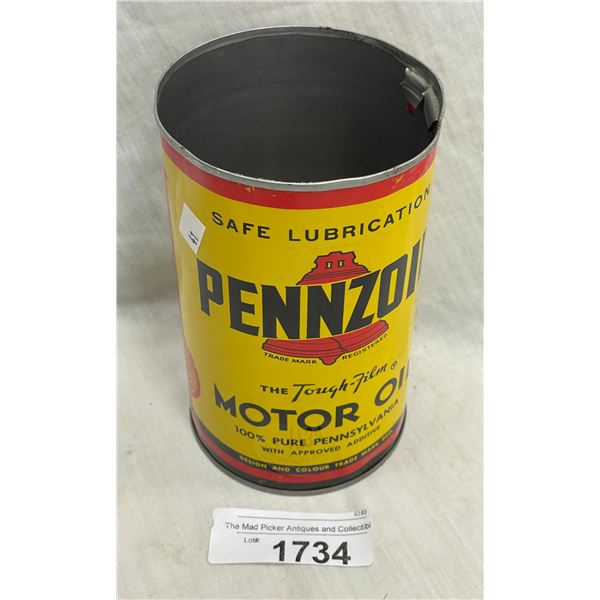 SAFE LUBRICATION
PENNZOI
TRADE MARK REGISTERED
THE Tough-Film ®
MOTOR OI
100% PURE PENNSYLVANIA
WITH APPROVED ADDITIVE
DESIGN AND COLOUR TRADE MARK
The Mad Picker Antiques and Collectibl
Lot#: 1734